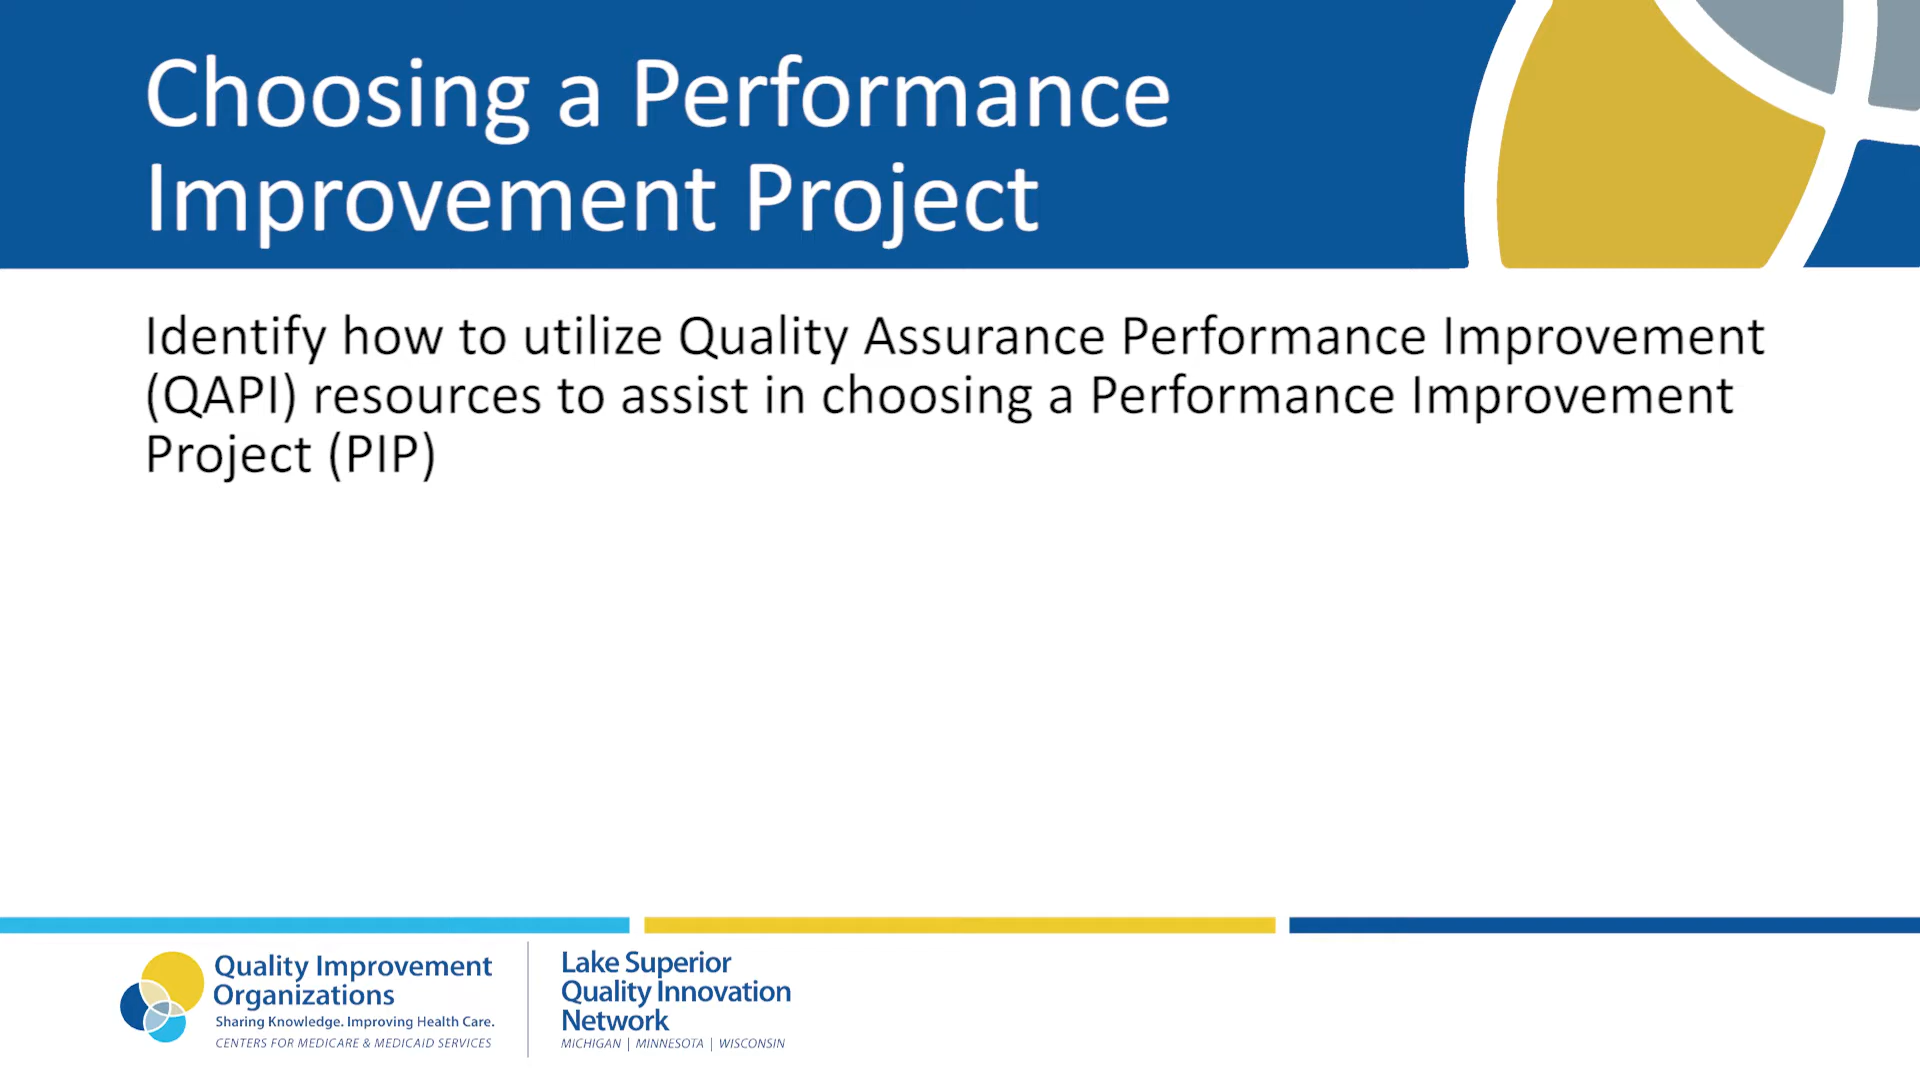 Choosing a Performance
Improvement Project
Identify how to utilize Quality Assurance Performance Improvement
(QAPI) resources to assist in choosing a Performance Improvement
Project (PIP)
Quality Improvement
Organizations
Sharing Knowledge. Improving Health Care.
CENTERS FOR MEDICARE & MEDICAID SERVICES
Lake Superior
Quality Innovation
Network
MICHIGAN | MINNESOTA | WISCONSIN